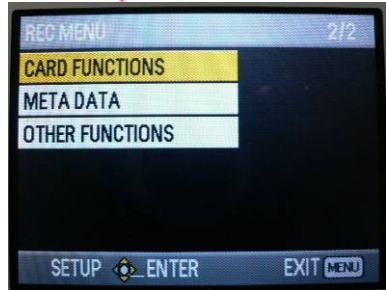 REC MENU 2/2
CARD FUNCTIONS
META DATA
OTHER FUNCTIONS
SETUP ENTER EXIT MENU